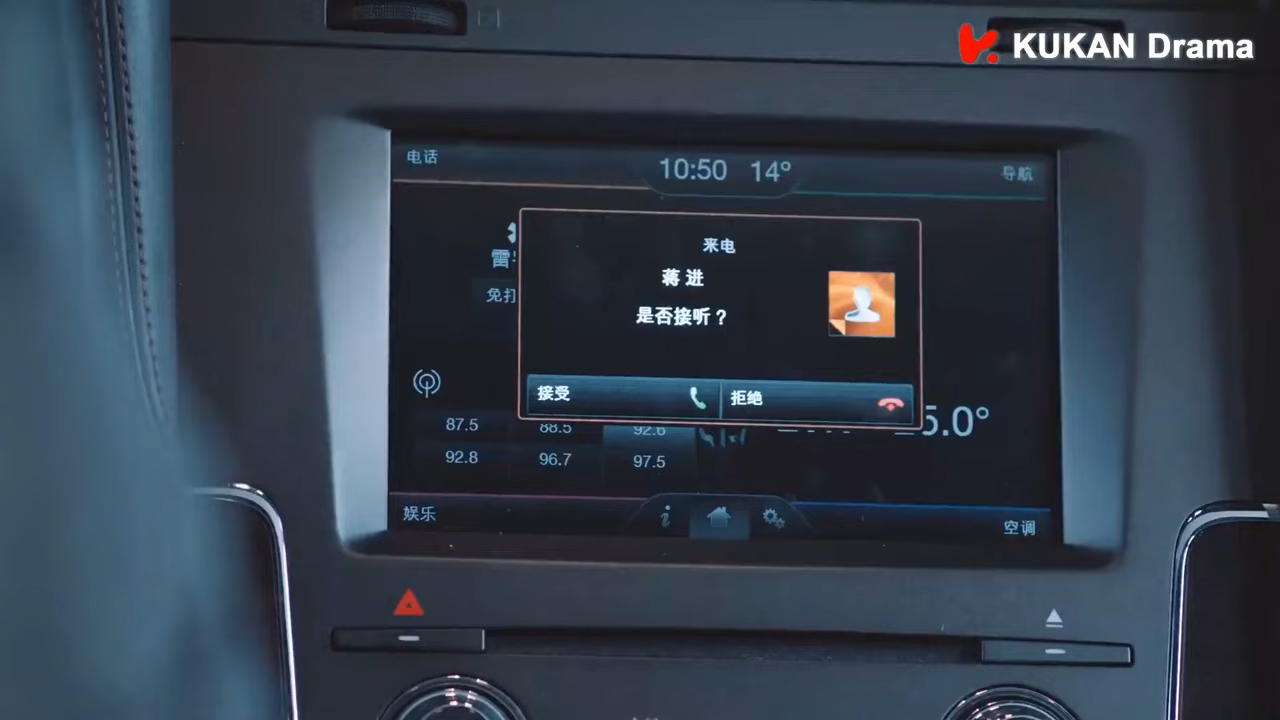 KUKAN Drama
电话
10:50 14°
导航
来电
蒋 进
是否接听？
免打
接受
拒绝
87.5 88.5 92.6
5.0°
92.8 96.7 97.5
娱乐
i
空调